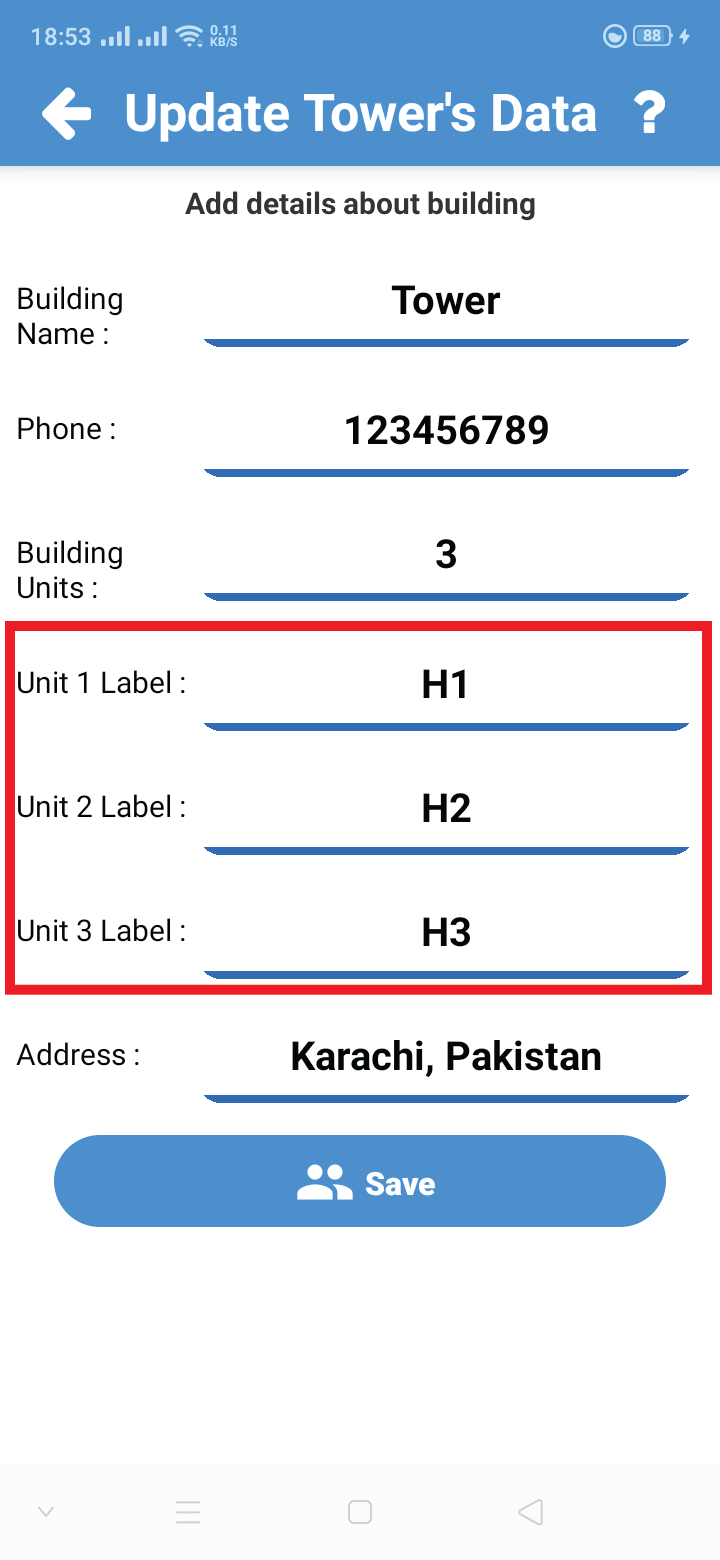 18:53 0.11 KB/S 88
Update Tower's Data ?
Add details about building
Building Name : Tower
Phone : 123456789
Building Units : 3
Unit 1 Label : H1
Unit 2 Label : H2
Unit 3 Label : H3
Address : Karachi, Pakistan
Save